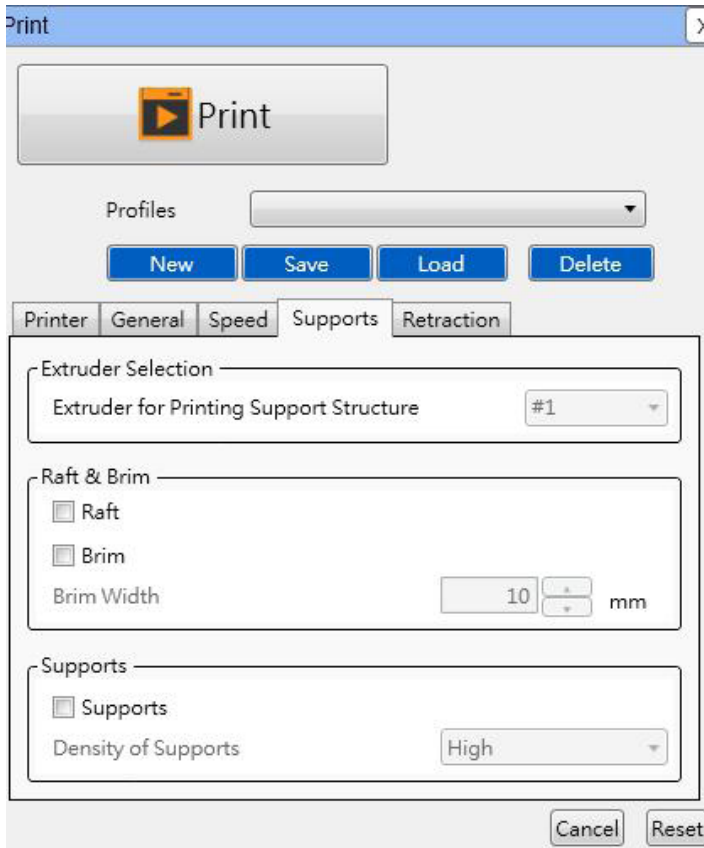 Print
X
Print
Profiles
New Save Load Delete
Printer General Speed Supports Retraction
Extruder Selection
Extruder for Printing Support Structure #1
Raft & Brim
Raft
Brim
Brim Width 10 mm
Supports
Supports
Density of Supports High
Cancel Reset